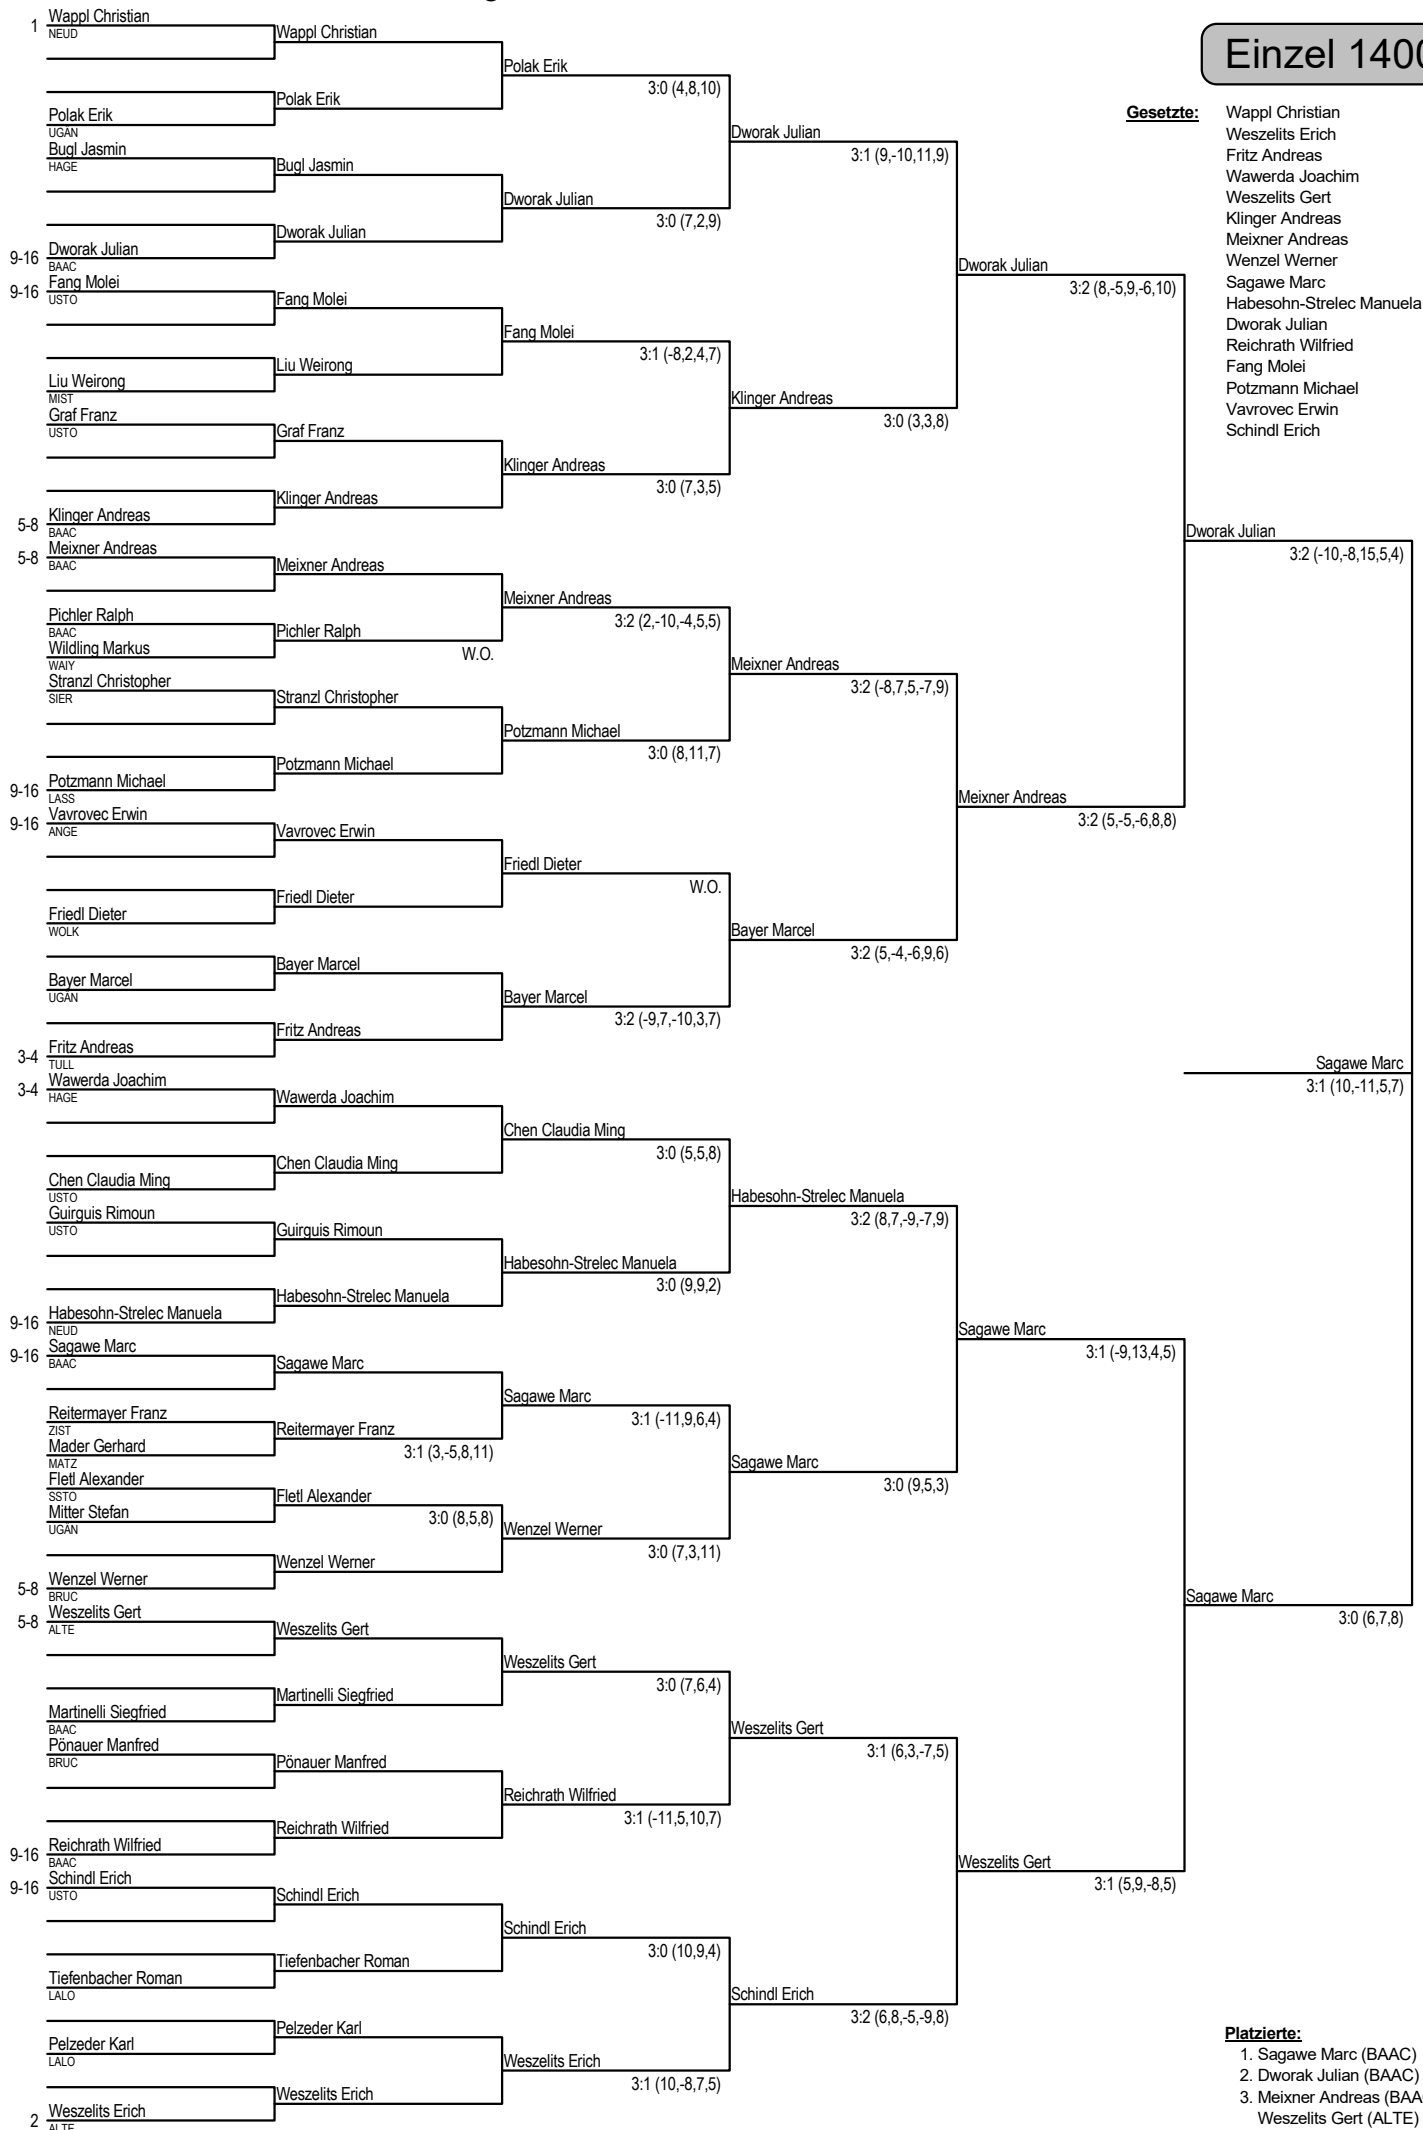 Einzel 1400
Gesetzte:
Wappl Christian
Weszelits Erich
Fritz Andreas
Wawerda Joachim
Weszelits Gert
Klinger Andreas
Meixner Andreas
Wenzel Werner
Sagawe Marc
Habesohn-Strelec Manuela
Dworak Julian
Reichrath Wilfried
Fang Molei
Potzmann Michael
Vavrovec Erwin
Schindl Erich
1 Wappl Christian
NEUD
Polak Erik
UGAN
Bugl Jasmin
HAGE
9-16 Dworak Julian
BAAC
9-16 Fang Molei
USTO
Liu Weirong
MIST
Graf Franz
USTO
5-8 Klinger Andreas
BAAC
5-8 Meixner Andreas
BAAC
Pichler Ralph
BAAC
Wildling Markus
WAIY
Stranzl Christopher
SIER
9-16 Potzmann Michael
LASS
9-16 Vavrovec Erwin
ANGE
Friedl Dieter
WOLK
Bayer Marcel
UGAN
3-4 Fritz Andreas
TULL
3-4 Wawerda Joachim
HAGE
Chen Claudia Ming
USTO
Guirguis Rimoun
USTO
9-16 Habesohn-Strelec Manuela
NEUD
9-16 Sagawe Marc
BAAC
Reitermayer Franz
ZIST
Mader Gerhard
MATZ
Fletl Alexander
SSTO
Mitter Stefan
UGAN
5-8 Wenzel Werner
BRUC
5-8 Weszelits Gert
ALTE
Martinelli Siegfried
BAAC
Pönauer Manfred
BRUC
9-16 Reichrath Wilfried
BAAC
9-16 Schindl Erich
USTO
Tiefenbacher Roman
LALO
Pelzeder Karl
LALO
2 Weszelits Erich
ALTE
Wappl Christian
Polak Erik
Bugl Jasmin
Dworak Julian
Fang Molei
Liu Weirong
Graf Franz
Klinger Andreas
Meixner Andreas
Pichler Ralph
W.O.
Stranzl Christopher
Potzmann Michael
Vavrovec Erwin
Friedl Dieter
Bayer Marcel
Fritz Andreas
Wawerda Joachim
Chen Claudia Ming
Guirguis Rimoun
Habesohn-Strelec Manuela
Sagawe Marc
Reitermayer Franz
3:1 (3,-5,8,11)
Fletl Alexander
3:0 (8,5,8)
Wenzel Werner
Weszelits Gert
Martinelli Siegfried
Pönauer Manfred
Reichrath Wilfried
Schindl Erich
Tiefenbacher Roman
Pelzeder Karl
Weszelits Erich
Polak Erik
3:0 (4,8,10)
Dworak Julian
3:0 (7,2,9)
Fang Molei
3:1 (-8,2,4,7)
Klinger Andreas
3:0 (7,3,5)
Meixner Andreas
3:2 (2,-10,-4,5,5)
Potzmann Michael
3:0 (8,11,7)
Friedl Dieter
W.O.
Bayer Marcel
3:2 (-9,7,-10,3,7)
Chen Claudia Ming
3:0 (5,5,8)
Habesohn-Strelec Manuela
3:0 (9,9,2)
Sagawe Marc
3:1 (-11,9,6,4)
Wenzel Werner
3:0 (7,3,11)
Weszelits Gert
3:0 (7,6,4)
Reichrath Wilfried
3:1 (-11,5,10,7)
Schindl Erich
3:0 (10,9,4)
Weszelits Erich
3:1 (10,-8,7,5)
Dworak Julian
3:1 (9,-10,11,9)
Klinger Andreas
3:0 (3,3,8)
Meixner Andreas
3:2 (-8,7,5,-7,9)
Bayer Marcel
3:2 (5,-4,-6,9,6)
Habesohn-Strelec Manuela
3:2 (8,7,-9,-7,9)
Sagawe Marc
3:0 (9,5,3)
Weszelits Gert
3:1 (6,3,-7,5)
Schindl Erich
3:2 (6,8,-5,-9,8)
Dworak Julian
3:2 (8,-5,9,-6,10)
Meixner Andreas
3:2 (5,-5,-6,8,8)
Sagawe Marc
3:1 (-9,13,4,5)
Weszelits Gert
3:1 (5,9,-8,5)
Dworak Julian
3:2 (-10,-8,15,5,4)
Sagawe Marc
3:0 (6,7,8)
Sagawe Marc
3:1 (10,-11,5,7)
Platzierte:
1. Sagawe Marc (BAAC)
2. Dworak Julian (BAAC)
3. Meixner Andreas (BAA
Weszelits Gert (ALTE)